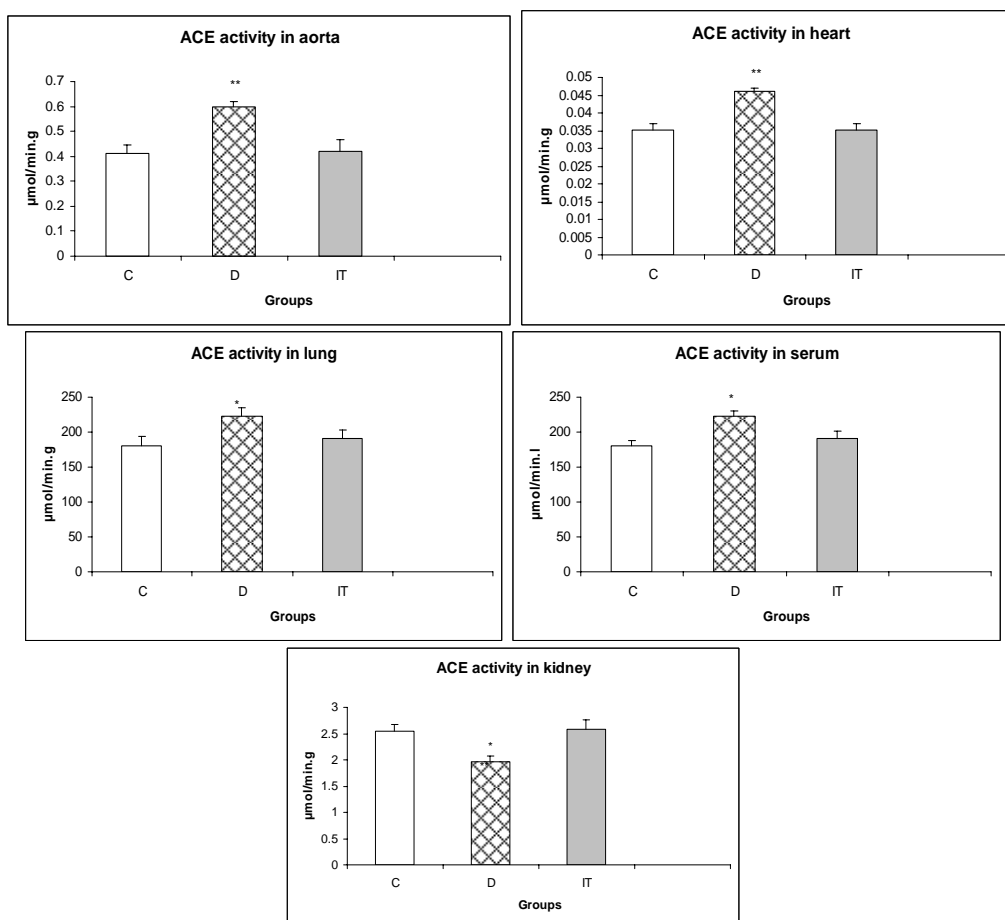 ACE activity in aorta
**
0.7
0.6
0.5
0.4
0.3
0.2
0.1
0
µmol/min.g
C D IT
Groups
ACE activity in heart
**
0.05
0.045
0.04
0.035
0.03
0.025
0.02
0.015
0.01
0.005
0
µmol/min.g
C D IT
Groups
ACE activity in lung
*
250
200
150
100
50
0
µmol/min.g
C D IT
Groups
ACE activity in serum
*
250
200
150
100
50
0
µmol/min.l
C D IT
Groups
ACE activity in kidney
*
**
3
2.5
2
1.5
1
0.5
0
µmol/min.g
C D IT
Groups